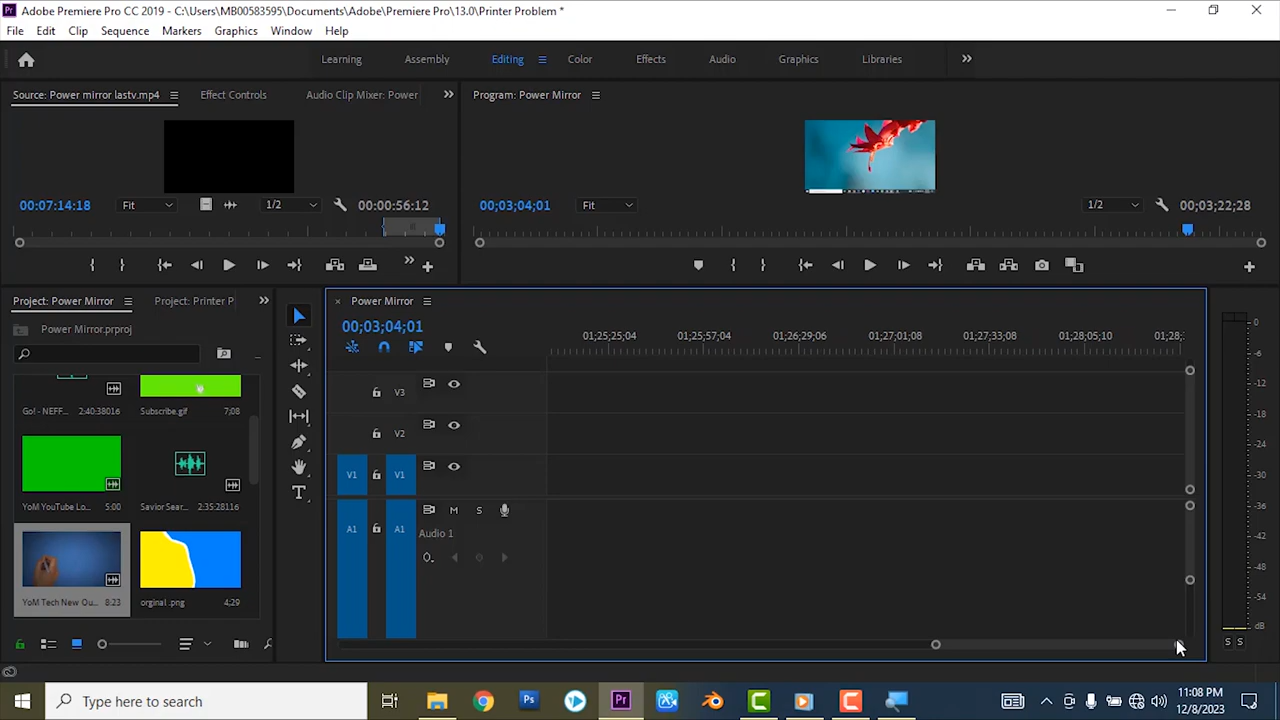 Adobe Premiere Pro CC 2019 - C:\Users\MB00583595\Documents\Adobe\Premiere Pro\13.0\Printer Problem *
File Edit Clip Sequence Markers Graphics Window Help
Learning Assembly Editing Color Effects Audio Graphics Libraries
Source: Power mirror lastv.mp4 Effect Controls Audio Clip Mixer: Power
Program: Power Mirror
00:07:14:18 Fit 1/2 00:00:56:12
00;03;04;01 Fit 1/2 00;03;22;28
Project: Power Mirror Project: Printer P
Power Mirror.prproj
Go! - NEFF... 2:40:38016
Subscribe.gif 7;08
YoM YouTube Lo... 5:00
Savior Sear... 2:35:28116
YoM Tech New Ou... 8:23
orginal .png 4;29
Power Mirror
00;03;04;01
01;25;25;04 01;25;57;04 01;26;29;06 01;27;01;08 01;27;33;08 01;28;05;10 01;28;
V3
V2
V1 V1
A1 A1 M S
Audio 1
0
-6
-12
-18
-24
-30
-36
-42
-48
-54
dB
S S
Type here to search
Ps Pr
11:08 PM
12/8/2023